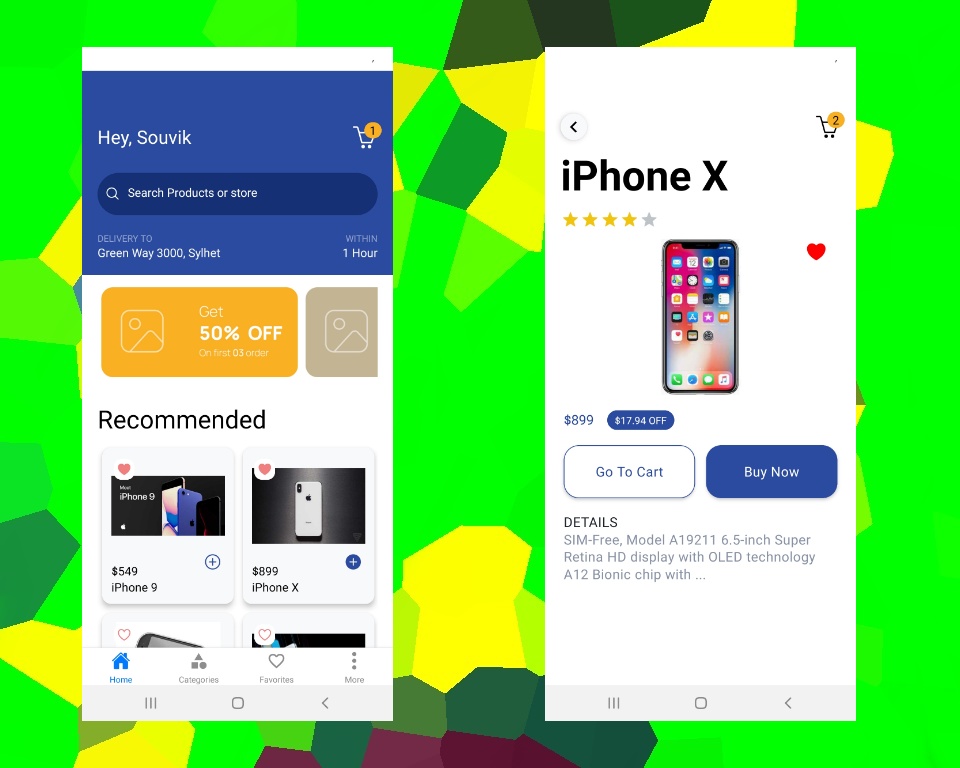 Hey, Souvik
1
Search Products or store
DELIVERY TO
WITHIN
Green Way 3000, Sylhet
1 Hour
Get
50% OFF
On first 03 order
Recommended
Meet
iPhone 9
$549
iPhone 9
$899
iPhone X
Home
Categories
Favorites
More
2
iPhone X
$899
$17.94 OFF
Go To Cart
Buy Now
DETAILS
SIM-Free, Model A19211 6.5-inch Super
Retina HD display with OLED technology
A12 Bionic chip with ...